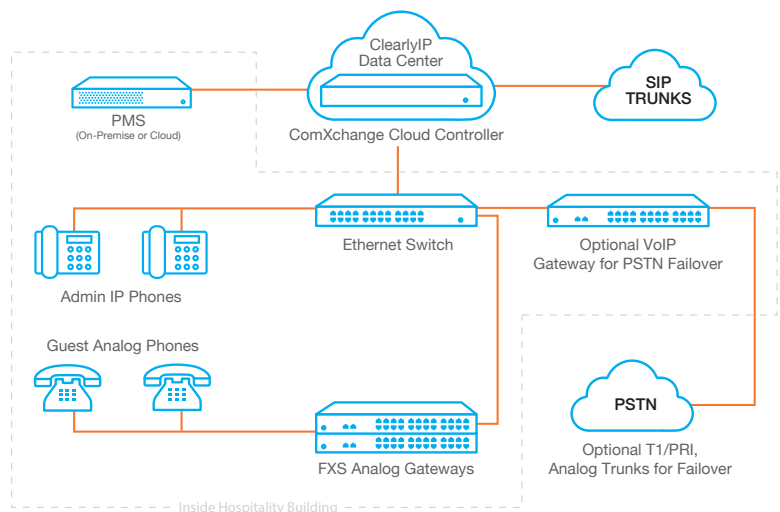 ClearlyIP
Data Center
SIP
TRUNKS
PMS
(On-Premise or Cloud)
ComXchange Cloud Controller
Ethernet Switch
Optional VoIP
Gateway for PSTN Failover
Admin IP Phones
Guest Analog Phones
PSTN
FXS Analog Gateways
Optional T1/PRI,
Analog Trunks for Failover
Inside Hospitality Building